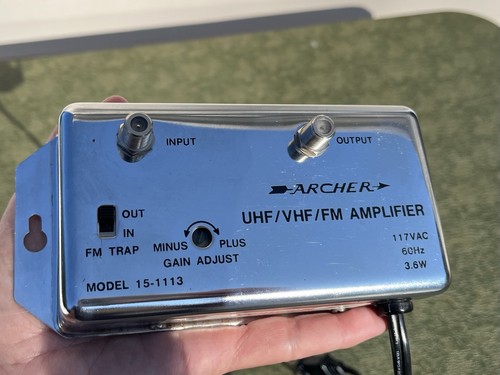 INPUT
OUTPUT
ARCHER
UHF/VHF/FM AMPLIFIER
OUT
IN
FM TRAP
MINUS PLUS
GAIN ADJUST
117VAC
60Hz
3.6W
MODEL 15-1113